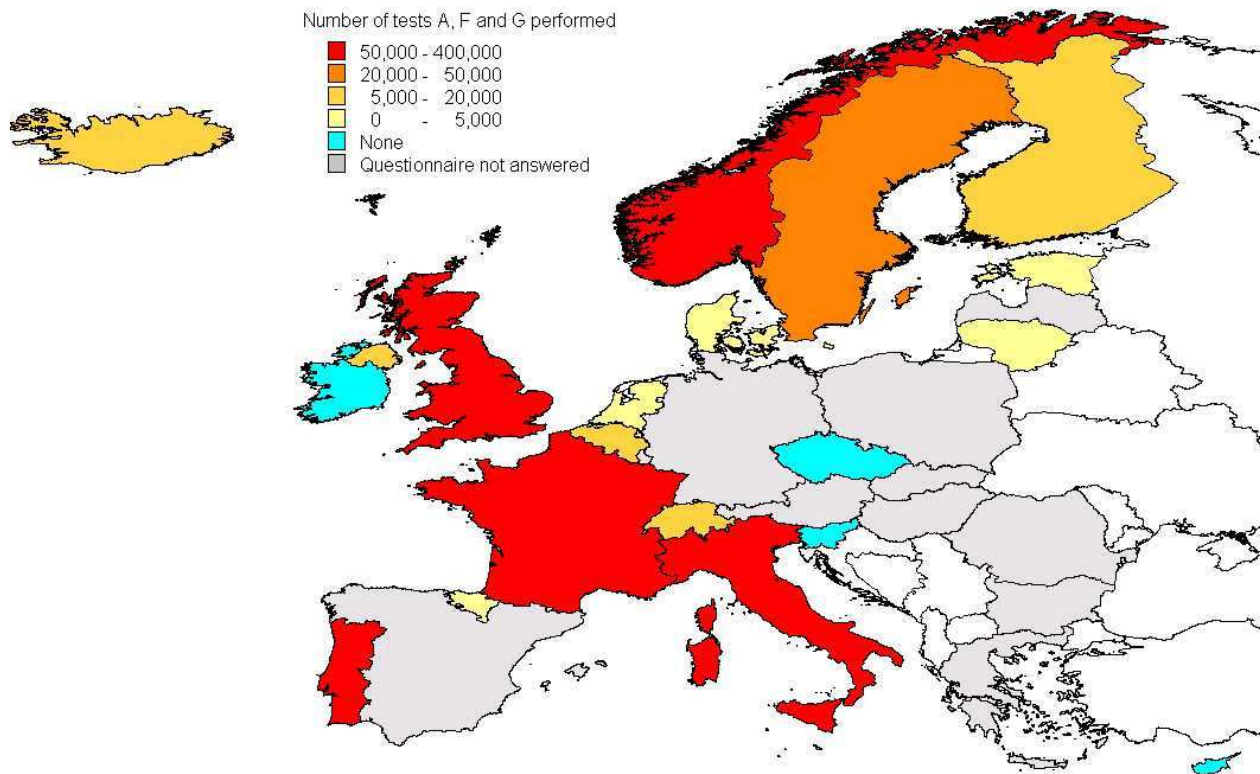 Number of tests A, F and G performed
50,000 - 400,000
20,000 - 50,000
5,000 - 20,000
0 - 5,000
None
Questionnaire not answered